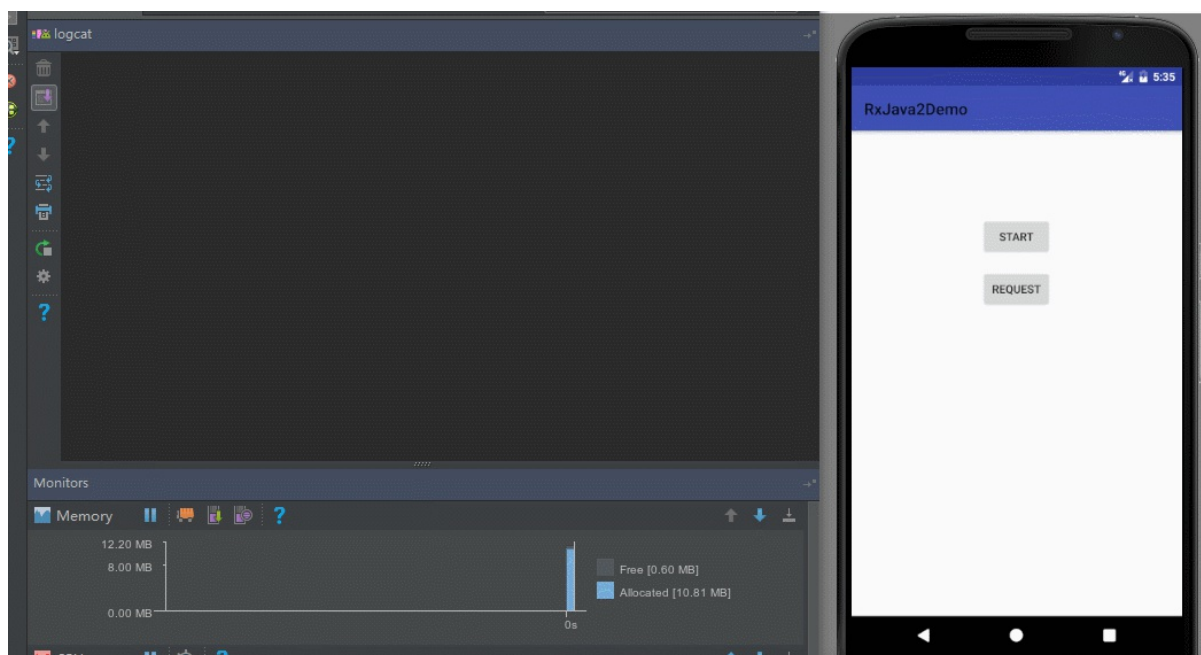 logcat
?
Monitors
Memory
?
12.20 MB
8.00 MB
0.00 MB
0s
Free [0.60 MB]
Allocated [10.81 MB]
5:35
RxJava2Demo
START
REQUEST